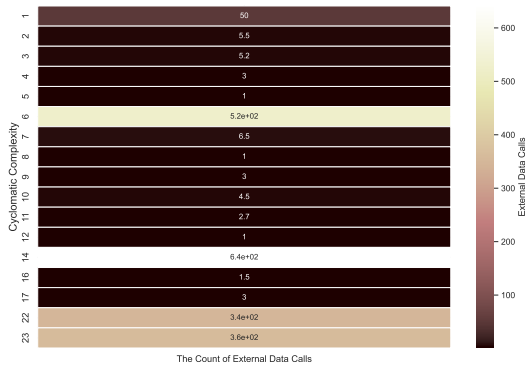 1 50
2 5.5
3 5.2
4 3
5 1
6 5.2e+02
7 6.5
8 1
9 3
10 4.5
11 2.7
12 1
14 6.4e+02
16 1.5
17 3
22 3.4e+02
23 3.6e+02
Cyclomatic Complexity
The Count of External Data Calls
600
500
400
300
200
100
External Data Calls